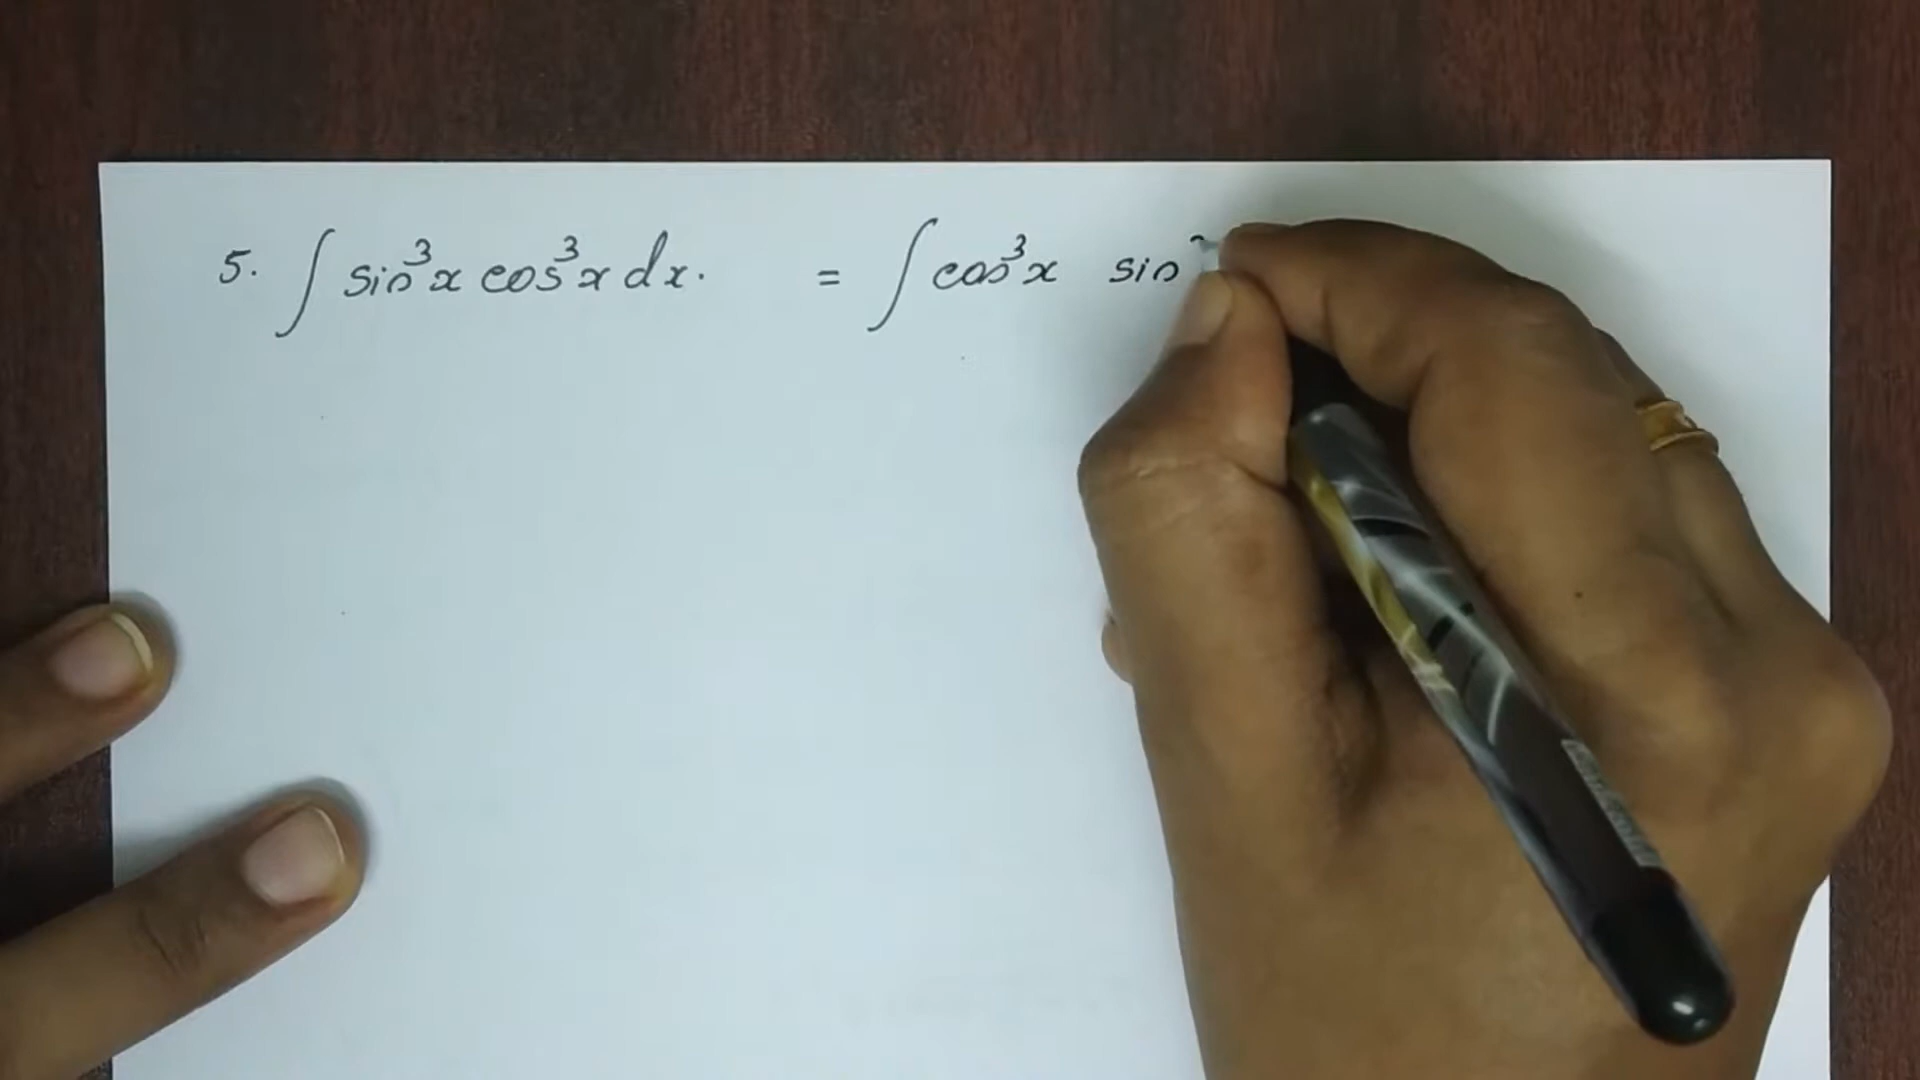 5. ∫ sin³x cos³x dx. = ∫ cos³x sin